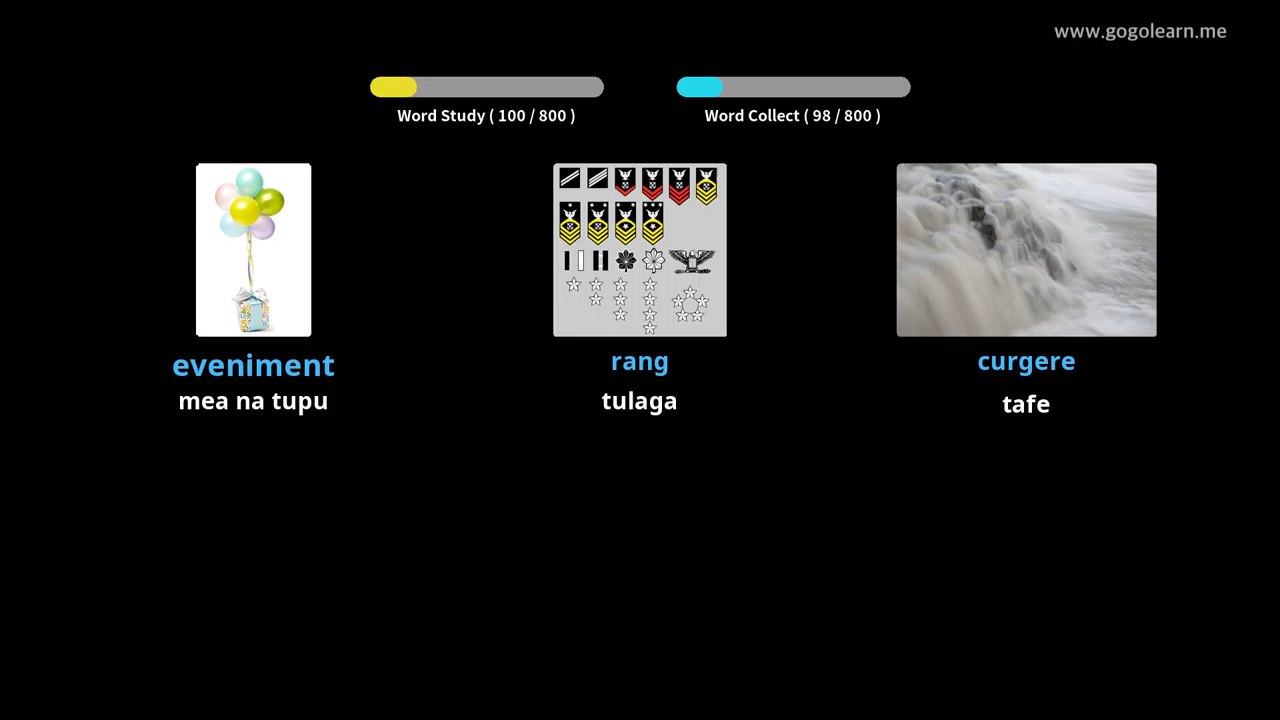 www.gogolearn.me
Word Study ( 100 / 800 )
Word Collect ( 98 / 800 )
eveniment
mea na tupu
rang
tulaga
curgere
tafe